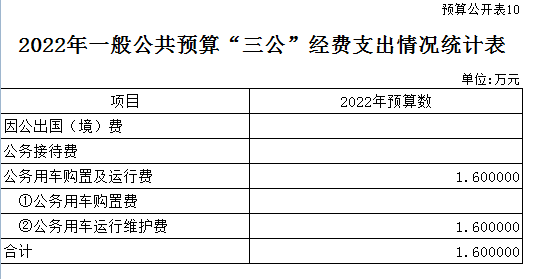 预算公开表10
2022年一般公共预算“三公”经费支出情况统计表
单位:万元
项目 2022年预算数
因公出国（境）费
公务接待费
公务用车购置及运行费 1.600000
①公务用车购置费
②公务用车运行维护费 1.600000
合计 1.600000